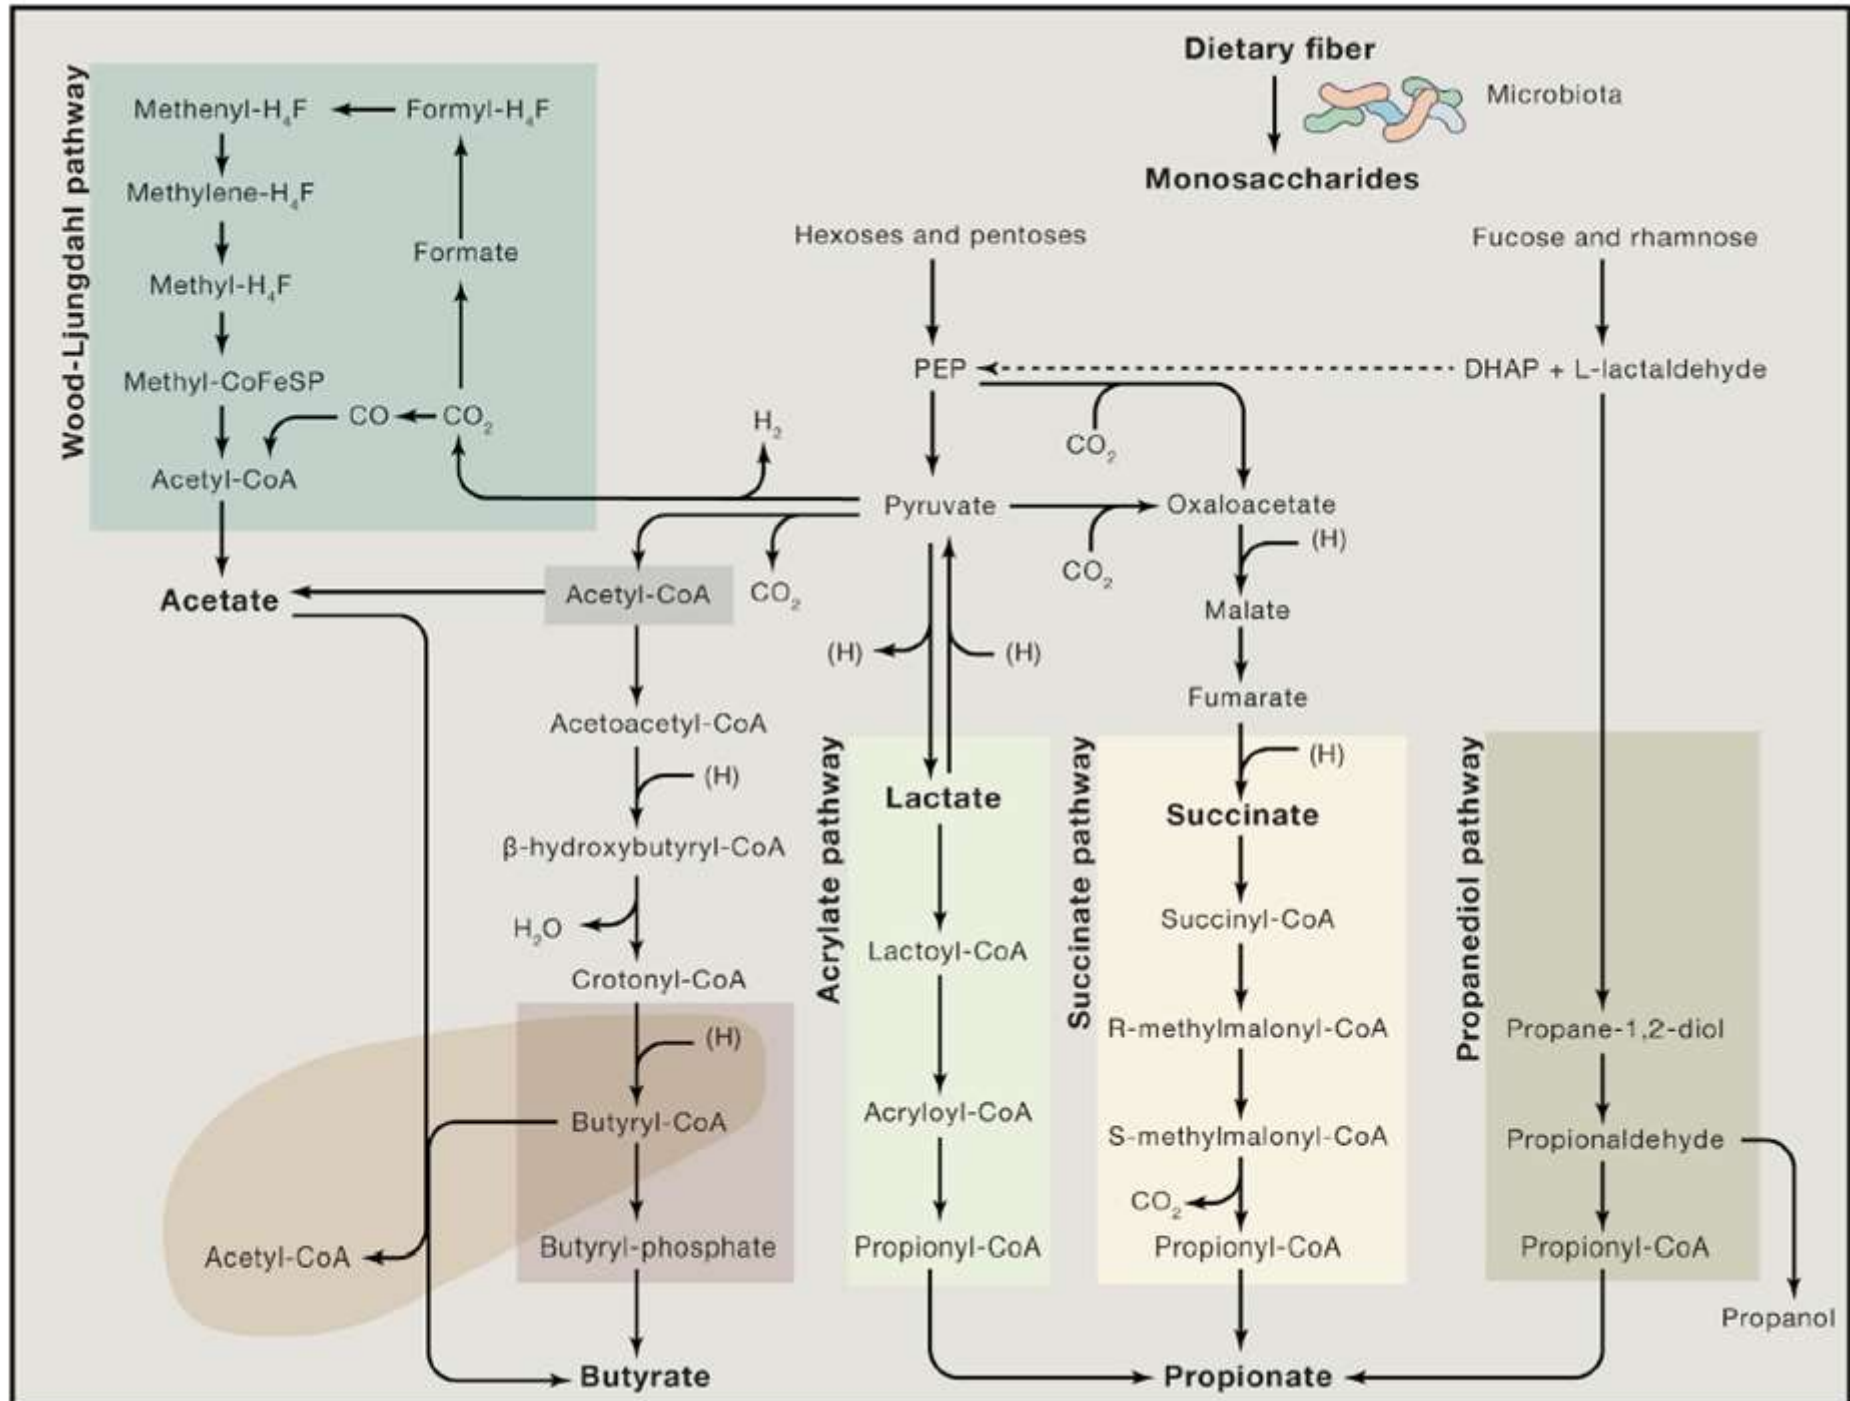 Dietary fiber
Microbiota
Monosaccharides
Wood-Ljungdahl pathway
Methenyl-H₄F
Formyl-H₄F
Methylene-H₄F
Formate
Methyl-H₄F
Methyl-CoFeSP
CO
CO₂
Acetyl-CoA
Acetate
Hexoses and pentoses
Fucose and rhamnose
PEP
DHAP + L-lactaldehyde
H₂
CO₂
Pyruvate
Oxaloacetate
CO₂
(H)
Acetyl-CoA
CO₂
Malate
(H)
(H)
Fumarate
Acetoacetyl-CoA
(H)
β-hydroxybutyryl-CoA
H₂O
Crotonyl-CoA
(H)
Butyryl-CoA
Acetyl-CoA
Butyryl-phosphate
Butyrate
Acrylate pathway
Lactate
Lactoyl-CoA
Acryloyl-CoA
Propionyl-CoA
Succinate pathway
(H)
Succinate
Succinyl-CoA
R-methylmalonyl-CoA
S-methylmalonyl-CoA
CO₂
Propionyl-CoA
Propionate
Propanediol pathway
Propane-1,2-diol
Propionaldehyde
Propionyl-CoA
Propanol